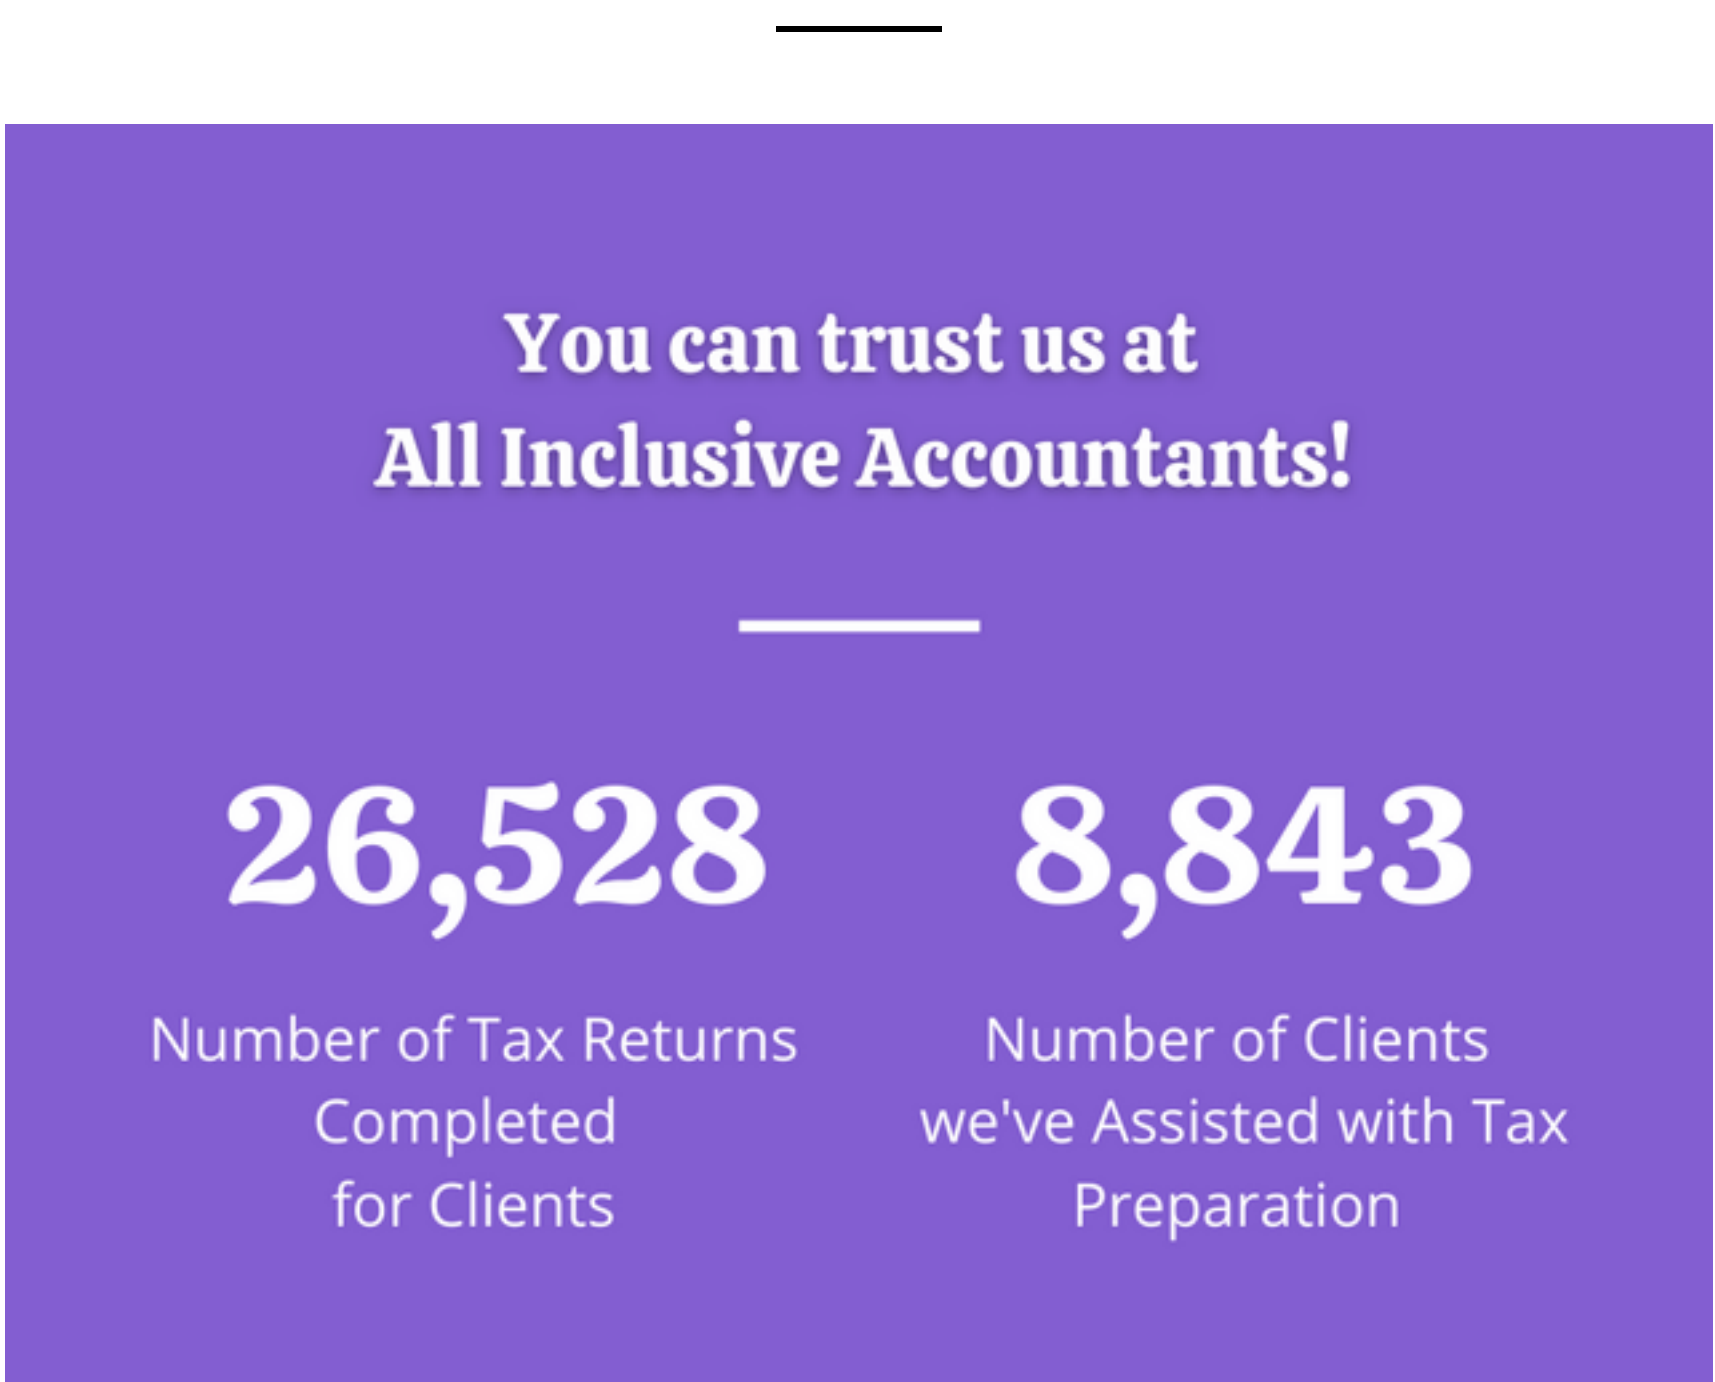 You can trust us at
All Inclusive Accountants!
26,528
Number of Tax Returns
Completed
for Clients
8,843
Number of Clients
we've Assisted with Tax
Preparation